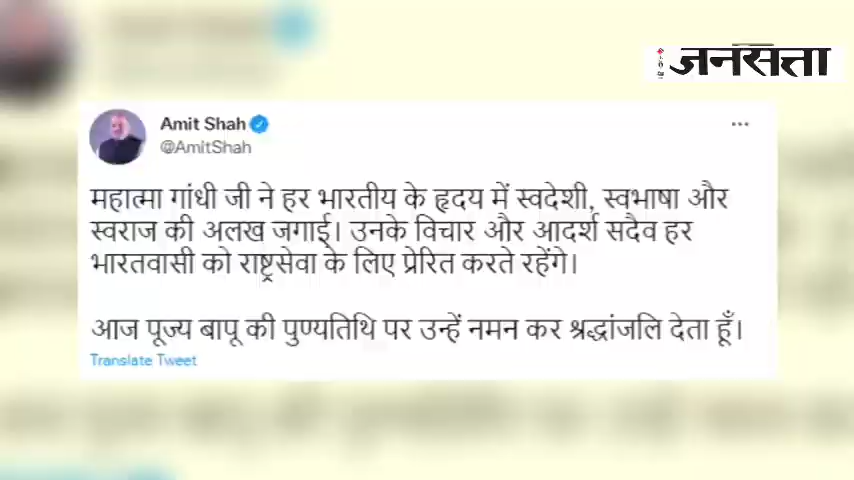 जनसत्ता
Amit Shah
@AmitShah
महात्मा गांधी जी ने हर भारतीय के हृदय में स्वदेशी, स्वभाषा और
स्वराज की अलख जगाई। उनके विचार और आदर्श सदैव हर
भारतवासी को राष्ट्रसेवा के लिए प्रेरित करते रहेंगे।
आज पूज्य बापू की पुण्यतिथि पर उन्हें नमन कर श्रद्धांजलि देता हूँ।
Translate Tweet